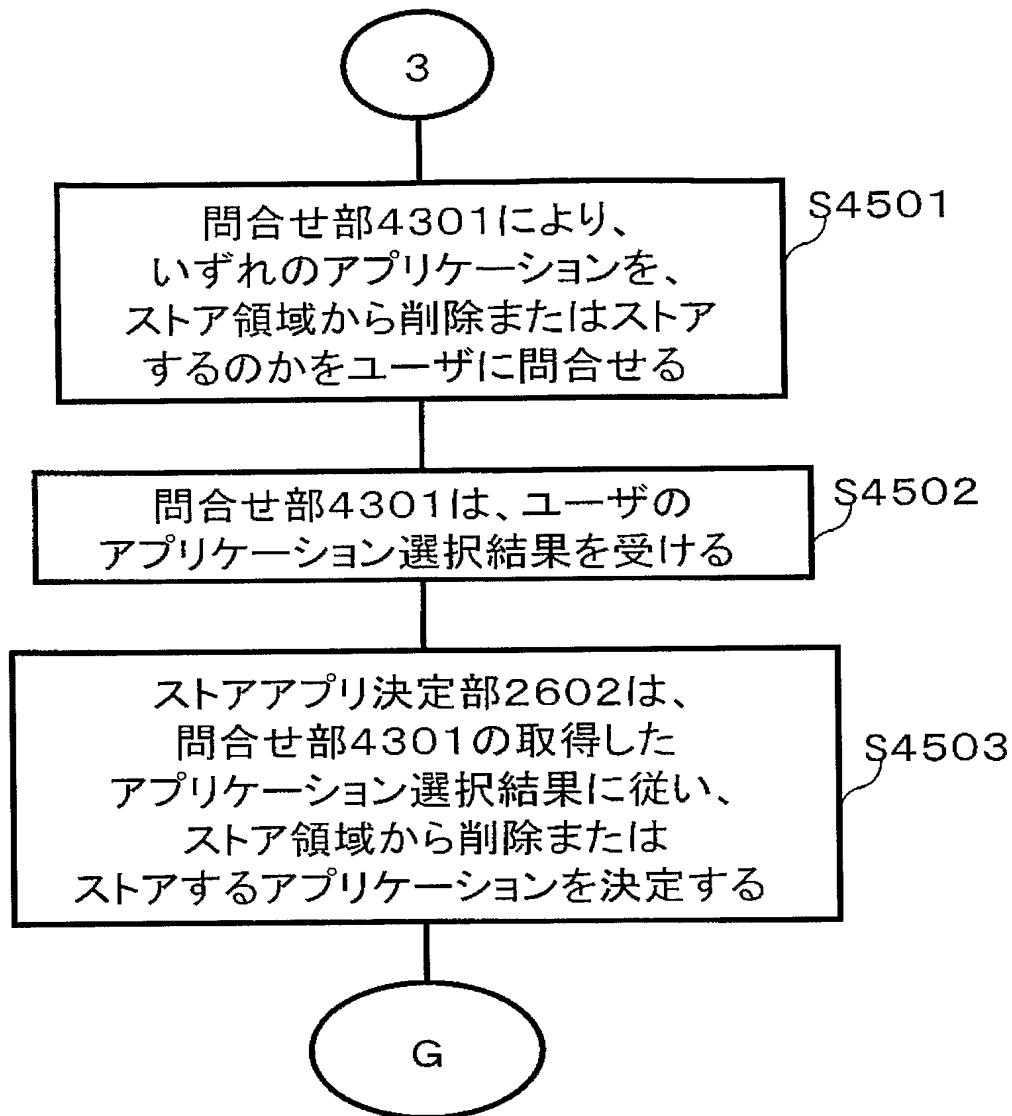 3
問合せ部4301により、
いずれのアプリケーションを、
ストア領域から削除またはストア
するのかをユーザに問合せる
S4501
問合せ部4301は、ユーザの
アプリケーション選択結果を受ける
S4502
ストアアプリ決定部2602は、
問合せ部4301の取得した
アプリケーション選択結果に従い、
ストア領域から削除または
ストアするアプリケーションを決定する
S4503
G